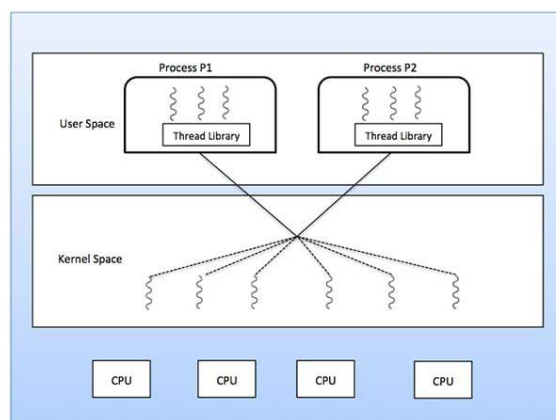 Process P1
Process P2
User Space
Thread Library
Thread Library
Kernel Space
CPU
CPU
CPU
CPU